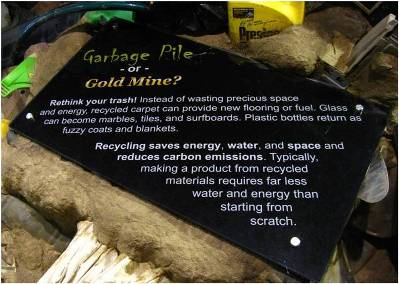 Garbage Pile
- or -
Gold Mine?
Rethink your trash! Instead of wasting precious space
and energy, recycled carpet can provide new flooring or fuel. Glass
can become marbles, tiles, and surfboards. Plastic bottles return as
fuzzy coats and blankets.
Recycling saves energy, water, and space and
reduces carbon emissions. Typically,
making a product from recycled
materials requires far less
water and energy than
starting from
scratch.